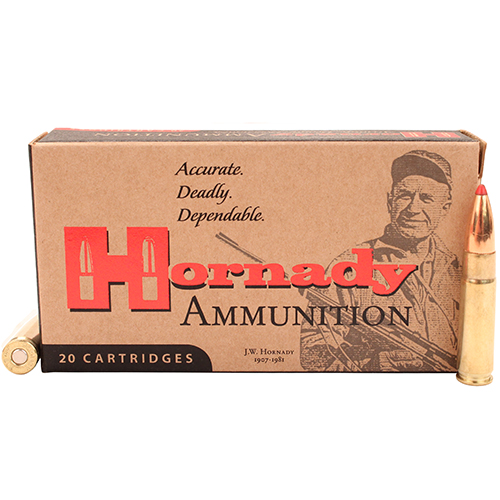 Accurate.
Deadly.
Dependable.
Hornady
AMMUNITION
20 CARTRIDGES
J.W. HORNADY
1907-1981